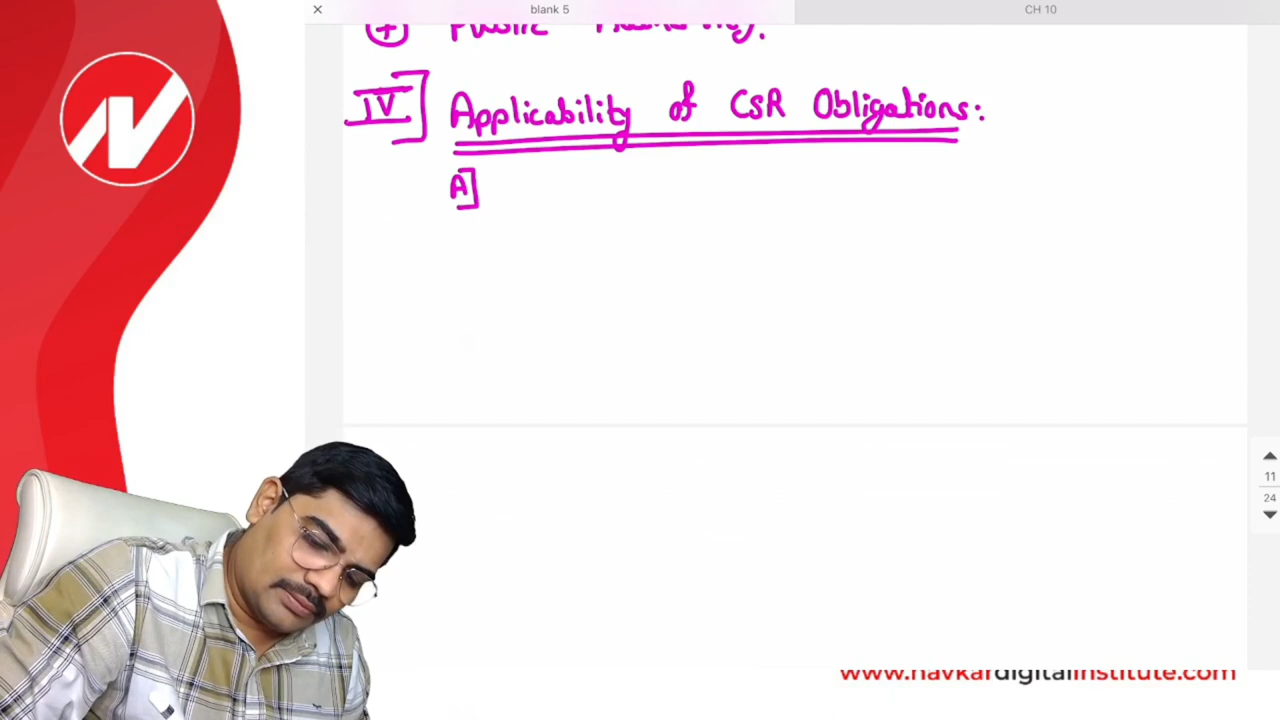 blank 5
CH 10
IV] Applicability of CSR Obligations.
A]
11
24
www.navkardigitalinstitute.com